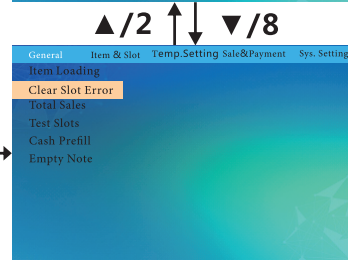 ▲/2 ▼/8
General Item & Slot Temp.Setting Sale&Payment Sys. Setting
Item Loading
Clear Slot Error
Total Sales
Test Slots
Cash Prefill
Empty Note